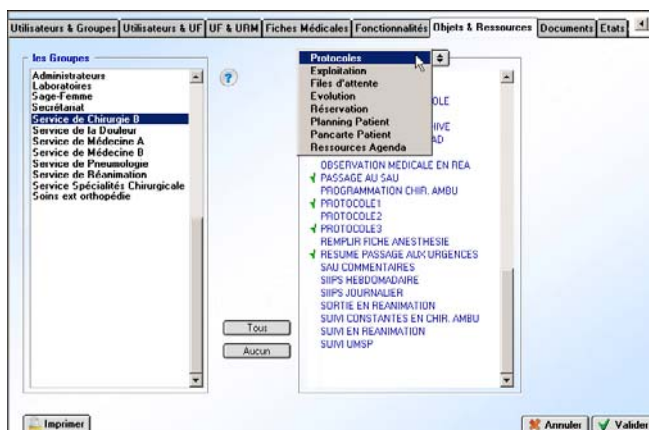 Utilisateurs & Groupes Utilisateurs & UF UF & URM Fiches Médicales Fonctionnalités Objets & Ressources Documents Etats
les Groupes
Administrateurs
Laboratoires
Sage-Femme
Secrétariat
Service de Chirurgie B
Service de la Douleur
Service de Médecine A
Service de Médecine B
Service de Pneumologie
Service de Réanimation
Service Spécialités Chirurgicale
Soins ext orthopédie
?
Tous
Aucun
Protocoles
Exploitation
Files d'attente
Evolution
Réservation
Planning Patient
Pancarte Patient
Ressources Agenda
OBSERVATION MEDICALE EN REA
PASSAGE AU SAU
PROGRAMMATION CHIR. AMBU
PROTOCOLE1
PROTOCOLE2
PROTOCOLE3
REMPLIR FICHE ANESTHESIE
RESUME PASSAGE AUX URGENCES
SAU COMMENTAIRES
SIIPS HEBDOMADAIRE
SIIPS JOURNALIER
SORTIE EN REANIMATION
SUIVI CONSTANTES EN CHIR. AMBU
SUIVI EN REANIMATION
SUIVI UMSP
Imprimer
Annuler
Valider